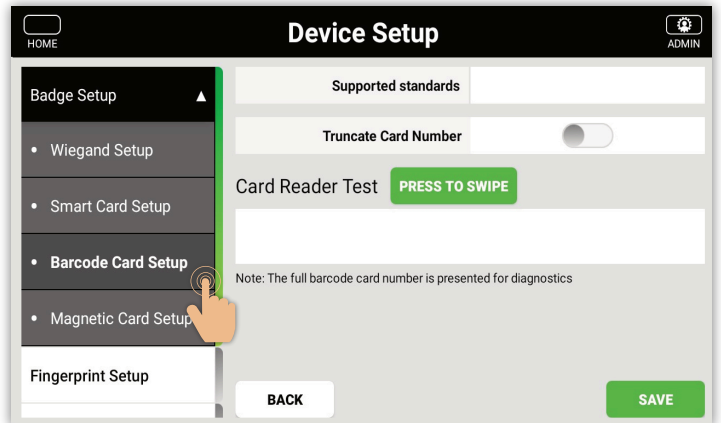 HOME
Device Setup
ADMIN
Badge Setup ▲
• Wiegand Setup
• Smart Card Setup
• Barcode Card Setup
• Magnetic Card Setup
Fingerprint Setup
Supported standards
Truncate Card Number
Card Reader Test
PRESS TO SWIPE
Note: The full barcode card number is presented for diagnostics
BACK
SAVE